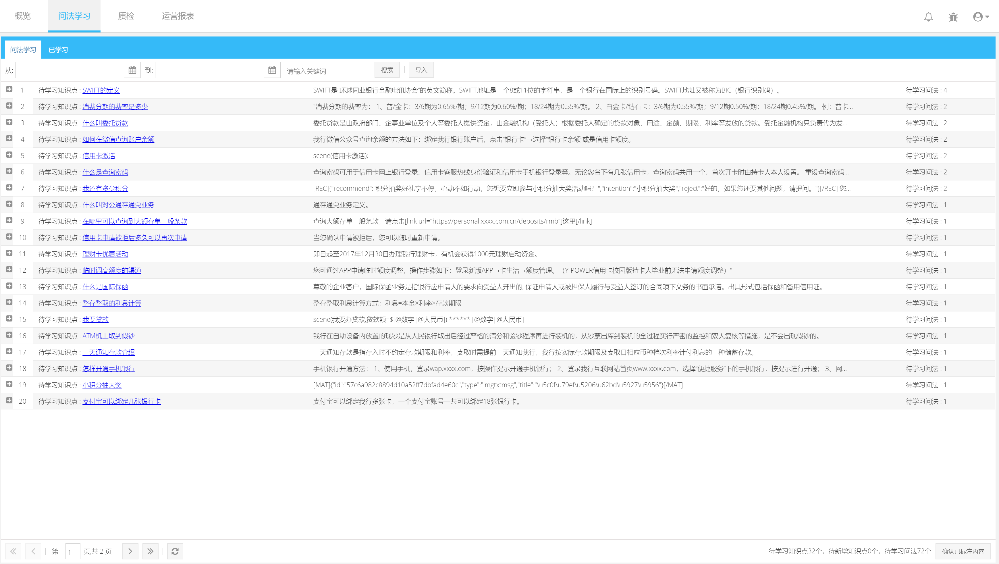 概览 问法学习 质检 运营报表
问法学习 已学习
从: 到: 请输入关键词 搜索 导入
1 待学习知识点 : SWIFT的定义 SWIFT是“环球同业银行金融电讯协会”的英文简称。SWIFT地址是一个8或11位的字符串，是一个银行在国际上的识别号码。SWIFT地址又被称为BIC（银行识别码）。 待学习问法 : 4
2 待学习知识点 : 消费分期的费率是多少 "消费分期的费率为： 1、普/金卡：3/6期为0.65%/期；9/12期为0.60%/期；18/24期为0.55%/期。 2、白金卡/钻石卡：3/6期为0.55%/期；9/12期0.50%/期；18/24期0.45%/期。 例：普卡... 待学习问法 : 2
3 待学习知识点 : 什么叫委托贷款 委托贷款是由政府部门、企事业单位及个人等委托人提供资金，由金融机构（受托人）根据委托人确定的贷款对象、用途、金额、期限、利率等发放的贷款。受托金融机构只负责代为发... 待学习问法 : 2
4 待学习知识点 : 如何在微信查询账户余额 我行微信公众号查询余额的方法如下：绑定我行银行账户后，点击“银行卡”→选择“银行卡余额”或是信用卡额度。 待学习问法 : 2
5 待学习知识点 : 信用卡激活 scene(信用卡激活); 待学习问法 : 2
6 待学习知识点 : 什么是查询密码 查询密码可用于信用卡网上银行登录、信用卡客服热线身份验证和信用卡手机银行登录等。无论您名下有几张信用卡，查询密码共用一个，首次开卡时由持卡人本人设置。 重设查询密码... 待学习问法 : 2
7 待学习知识点 : 我还有多少积分 [REC]{"recommend":"积分抽奖好礼享不停，心动不如行动，您想要立即参与小积分抽大奖活动吗？","intention":"小积分抽大奖","reject":"好的，如果您还要其他问题，请提问。"}[/REC] 您... 待学习问法 : 2
8 待学习知识点 : 什么叫对公通存通兑业务 通存通兑业务定义。 待学习问法 : 1
9 待学习知识点 : 在哪里可以查询到大额存单一般条款 查询大额存单一般条款，请点击[link url="https://personal.xxxx.com.cn/deposits/rmb"]这里[/link] 待学习问法 : 1
10 待学习知识点 : 信用卡申请被拒后多久可以再次申请 当您确认申请被拒后，您可以随时重新申请。 待学习问法 : 1
11 待学习知识点 : 理财卡优惠活动 即日起至2017年12月30日办理我行理财卡，有机会获得1000元理财启动资金。 待学习问法 : 1
12 待学习知识点 : 临时调高额度的渠道 您可通过APP申请临时额度调整，操作步骤如下：登录新版APP→卡生活→额度管理。（Y-POWER信用卡校园版持卡人毕业前无法申请额度调整）" 待学习问法 : 1
13 待学习知识点 : 什么是国际保函 尊敬的企业客户，国际保函业务是指银行应申请人的要求向受益人开出的, 保证申请人或被担保人履行与受益人签订的合同项下义务的书面承诺。出具形式包括保函和备用信用证。 待学习问法 : 1
14 待学习知识点 : 整存整取的利息计算 整存整取利息计算方式：利息=本金×利率×存款期限 待学习问法 : 1
15 待学习知识点 : 我要贷款 scene(我要办贷款,贷款额=$[@数字|@人民币]) ****** [@数字|@人民币] 待学习问法 : 1
16 待学习知识点 : ATM机上取到假钞 我行在自助设备内放置的现钞是从人民银行取出后经过严格的清分和验钞程序再进行装机的，从钞票出库到装机的全过程实行严密的监控和双人复核等措施，是不会出现假钞的。 待学习问法 : 1
17 待学习知识点 : 一天通知存款介绍 一天通知存款是指存入时不约定存款期限和利率，支取时需提前一天通知我行，我行按实际存款期限及支取日相应币种档次利率计付利息的一种储蓄存款。 待学习问法 : 1
18 待学习知识点 : 怎样开通手机银行 手机银行开通方法： 1、使用手机，登录wap.xxxx.com，按操作提示开通手机银行； 2、登录我行互联网站首页www.xxxx.com，选择“便捷服务”下的手机银行，按提示进行开通； 3、网... 待学习问法 : 1
19 待学习知识点 : 小积分抽大奖 [MAT]{"id":"57c6a982c8894d10a52ff7dbfad4e60c","type":"imgtxtmsg","title":"\u5c0f\u79ef\u5206\u62bd\u5927\u5956"}[/MAT] 待学习问法 : 1
20 待学习知识点 : 支付宝可以绑定几张银行卡 支付宝可以绑定我行多张卡，一个支付宝账号一共可以绑定18张银行卡。 待学习问法 : 1
第 1 页,共 2 页 待学习知识点32个，待新增知识点0个，待学习问法72个 确认已标注内容